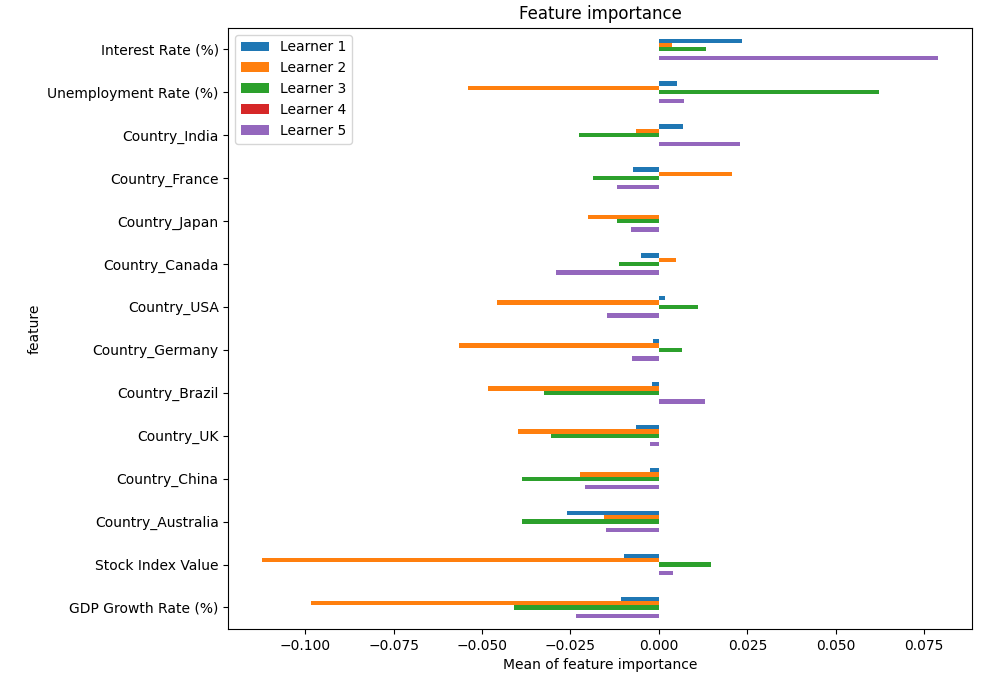 Feature importance
Interest Rate (%)
Unemployment Rate (%)
Country_India
Country_France
Country_Japan
Country_Canada
Country_USA
Country_Germany
Country_Brazil
Country_UK
Country_China
Country_Australia
Stock Index Value
GDP Growth Rate (%)
feature
Learner 1
Learner 2
Learner 3
Learner 4
Learner 5
−0.100 −0.075 −0.050 −0.025 0.000 0.025 0.050 0.075
Mean of feature importance